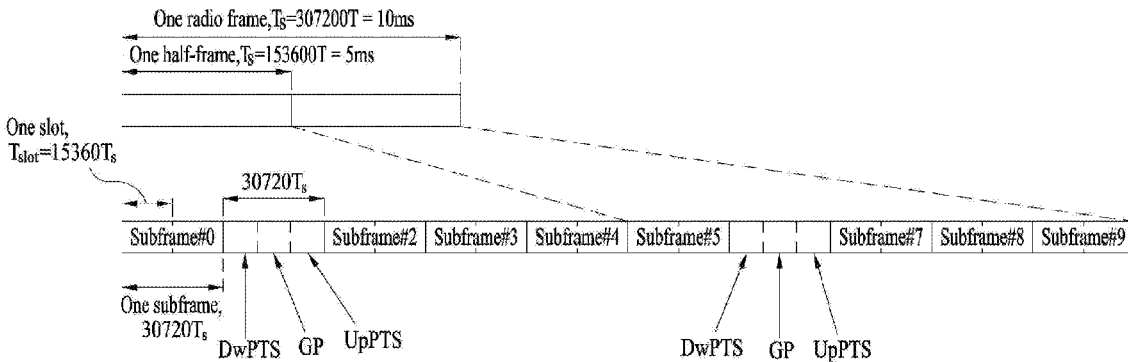 One radio frame,TS=307200T = 10ms
One half-frame,TS=153600T = 5ms
One slot,
Tslot=15360Ts
30720Ts
Subframe#0 Subframe#2 Subframe#3 Subframe#4 Subframe#5 Subframe#7 Subframe#8 Subframe#9
One subframe,
30720Ts
DwPTS GP UpPTS DwPTS GP UpPTS